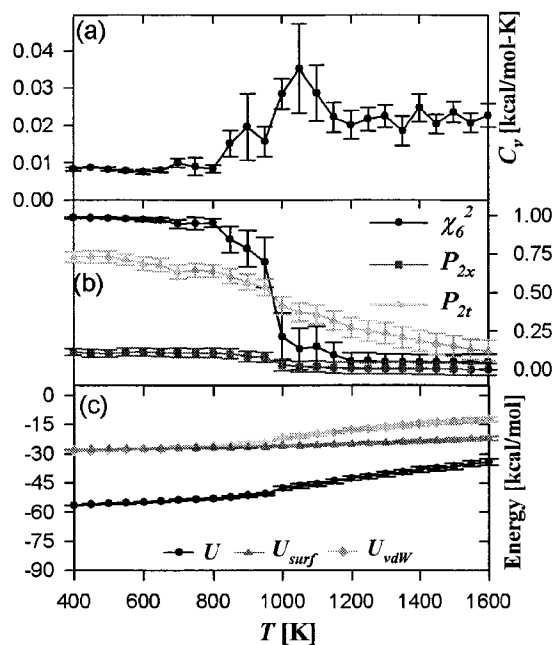 (a)
0.04
0.03
0.02
0.01
0.00
C_v [kcal/mol-K]
(b)
χ_6^2
P_2x
P_2t
1.00
0.75
0.50
0.25
0.00
(c)
0
-15
-30
-45
-60
-75
-90
Energy [kcal/mol]
U U_surf U_vdW
400 600 800 1000 1200 1400 1600
T [K]